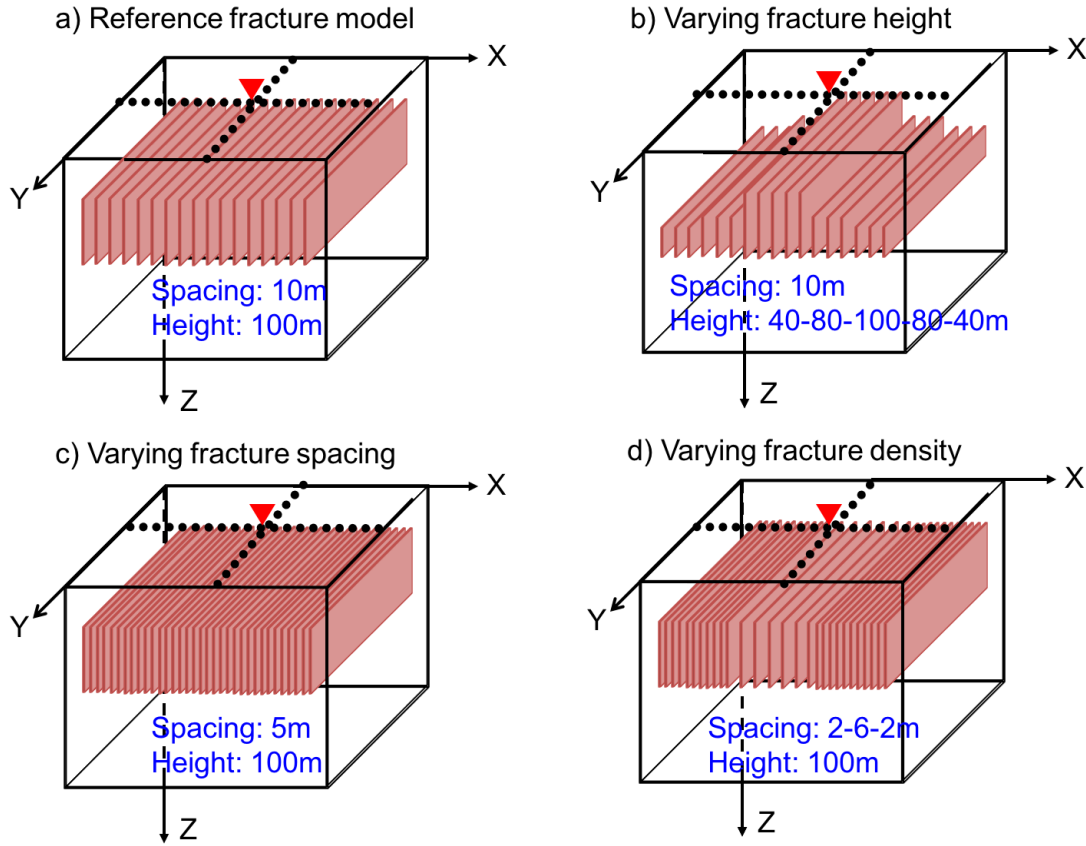 a) Reference fracture model
X
Y
Spacing: 10m
Height: 100m
Z
b) Varying fracture height
X
Y
Spacing: 10m
Height: 40-80-100-80-40m
Z
c) Varying fracture spacing
X
Y
Spacing: 5m
Height: 100m
Z
d) Varying fracture density
X
Y
Spacing: 2-6-2m
Height: 100m
Z